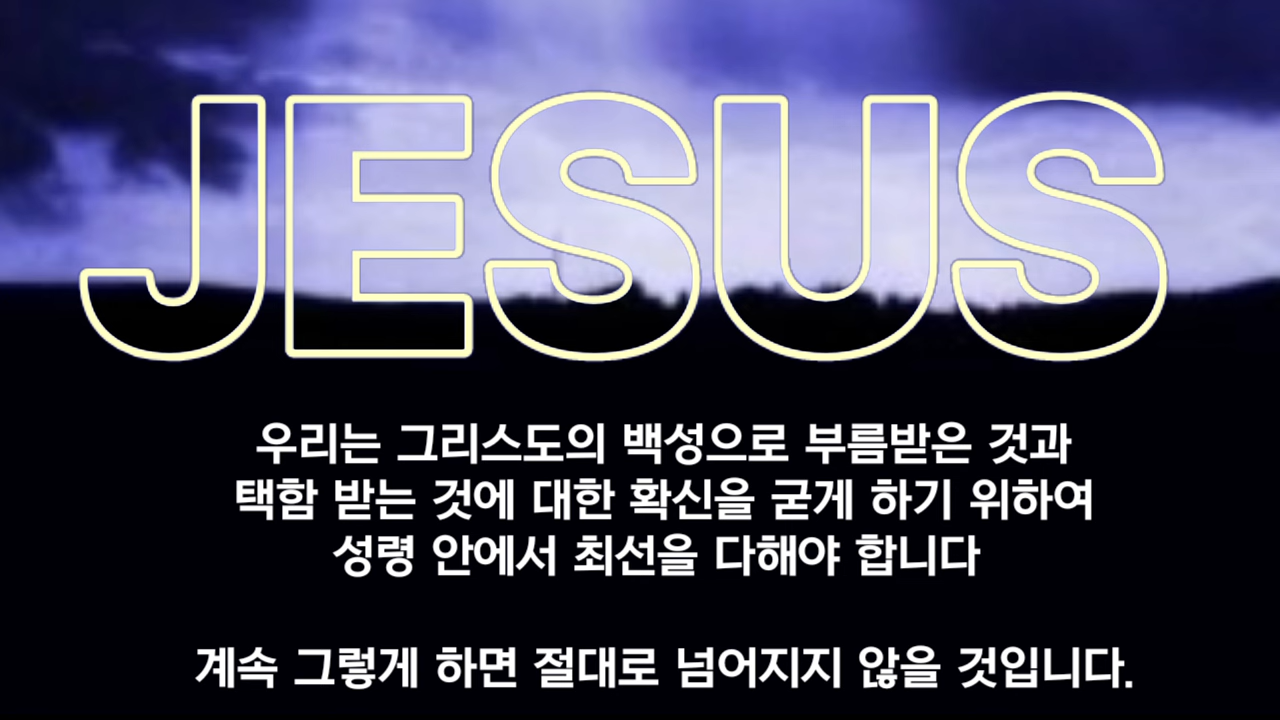 JESUS
우리는 그리스도의 백성으로 부름받은 것과
택함 받는 것에 대한 확신을 굳게 하기 위하여
성령 안에서 최선을 다해야 합니다
계속 그렇게 하면 절대로 넘어지지 않을 것입니다.